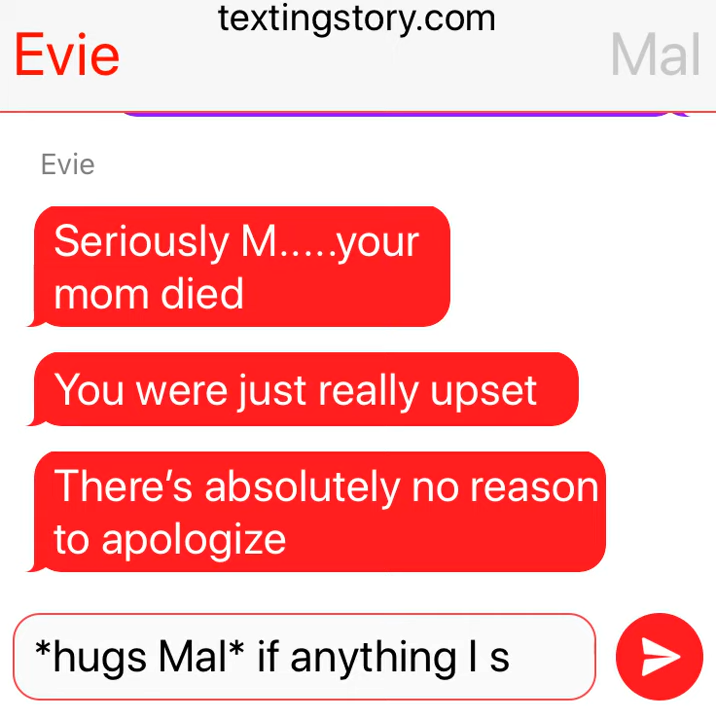 textingstory.com
Evie
Mal
Evie
Seriously M.....your
mom died
You were just really upset
There’s absolutely no reason
to apologize
*hugs Mal* if anything I s